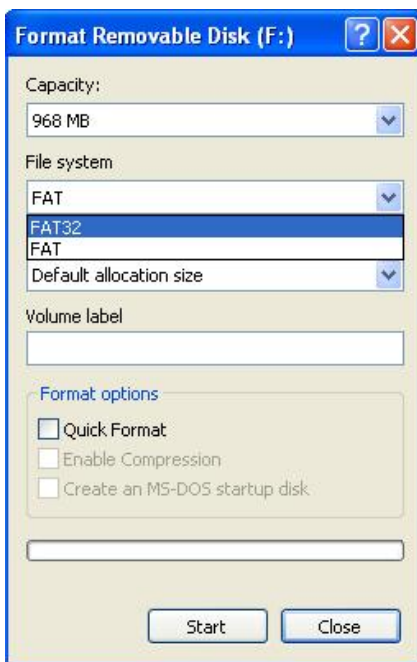 Format Removable Disk (F:)
Capacity:
968 MB
File system
FAT
FAT32
FAT
Default allocation size
Volume label
Format options
Quick Format
Enable Compression
Create an MS-DOS startup disk
Start
Close